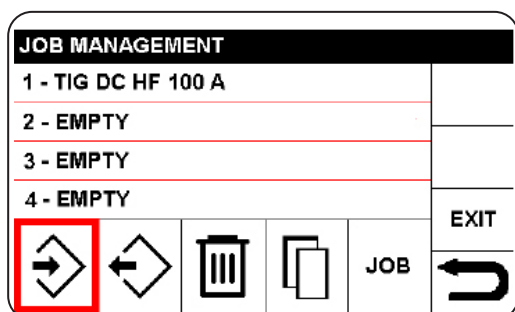 JOB MANAGEMENT
1 - TIG DC HF 100 A
2 - EMPTY
3 - EMPTY
4 - EMPTY
EXIT
JOB